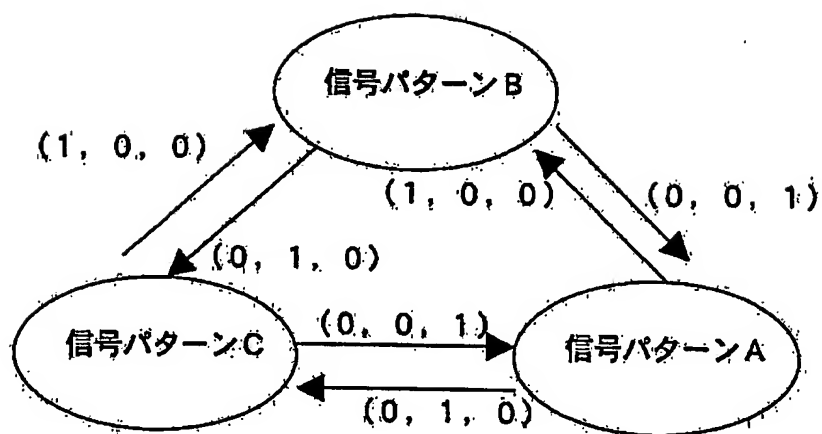 信号パターンB
(1, 0, 0)
(1, 0, 0)
(0, 0, 1)
(0, 1, 0)
信号パターンC
(0, 0, 1)
信号パターンA
(0, 1, 0)